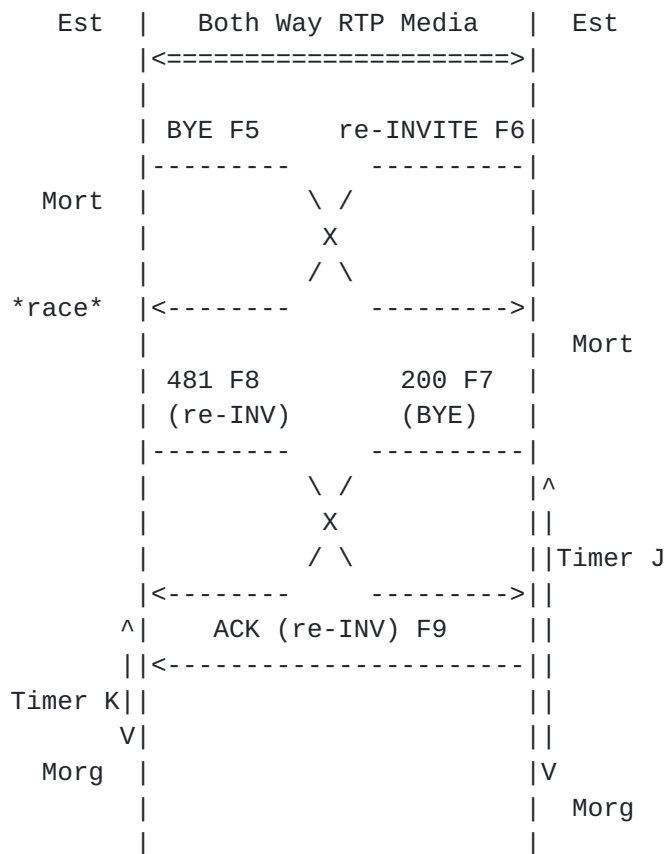 Est  |   Both Way RTP Media   |  Est
     |<======================>|
     |                        |
     | BYE F5     re-INVITE F6|
     |---------     ----------|
Mort |          \ /           |
     |           X            |
     |          / \           |
*race*  |<--------     --------->|
     |                        |  Mort
     | 481 F8         200 F7  |
     | (re-INV)       (BYE)   |
     |---------     ----------|
     |          \ /           |^
     |           X            ||
     |          / \           ||Timer J
     |<--------     --------->||
    ^|    ACK (re-INV) F9     ||
    ||<-----------------------||
Timer K||                        ||
    V|                        ||
Morg |                        |V
     |                        |  Morg
     |                        |